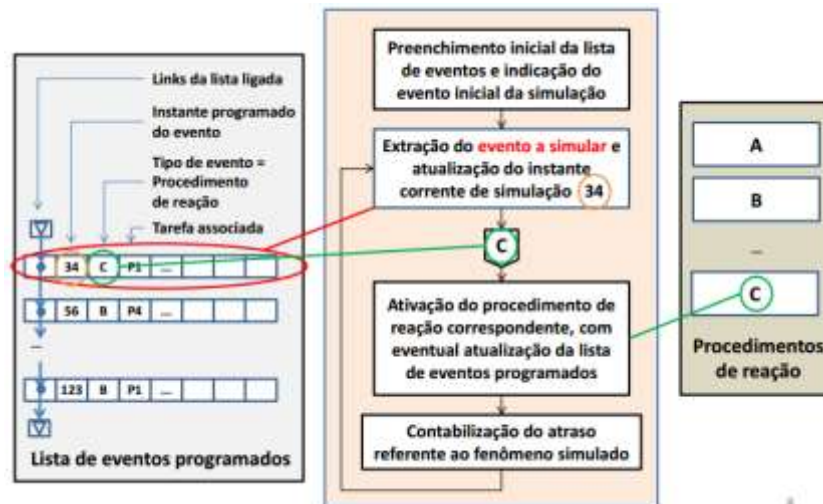 Links da lista ligada
Instante programado
do evento
Tipo de evento =
Procedimento
de reação
Tarefa associada
34 C P1 ...
56 B P4 ...
...
123 B P1 ...
Lista de eventos programados
Preenchimento inicial da lista
de eventos e indicação do
evento inicial da simulação
Extração do evento a simular e
atualização do instante
corrente de simulação 34
C
Ativação do procedimento de
reação correspondente, com
eventual atualização da lista
de eventos programados
Contabilização do atraso
referente ao fenômeno simulado
A
B
...
C
Procedimentos
de reação